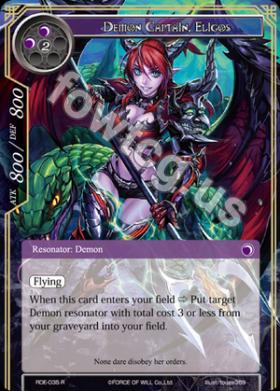 Demon Captain, Eligos
2
ATK 800/DEF 800
fowtcg.us
Resonator: Demon
Flying
When this card enters your field ⇨ Put target
Demon resonator with total cost 3 or less from
your graveyard into your field.
None dare disobey her orders.
©FORCE OF WILL Co.,Ltd.